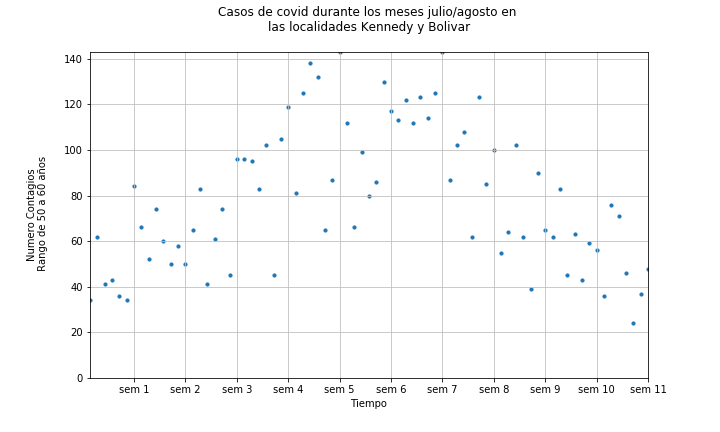 Casos de covid durante los meses julio/agosto en
las localidades Kennedy y Bolivar
Numero Contagios
Rango de 50 a 60 años
140
120
100
80
60
40
20
0
sem 1 sem 2 sem 3 sem 4 sem 5 sem 6 sem 7 sem 8 sem 9 sem 10 sem 11
Tiempo